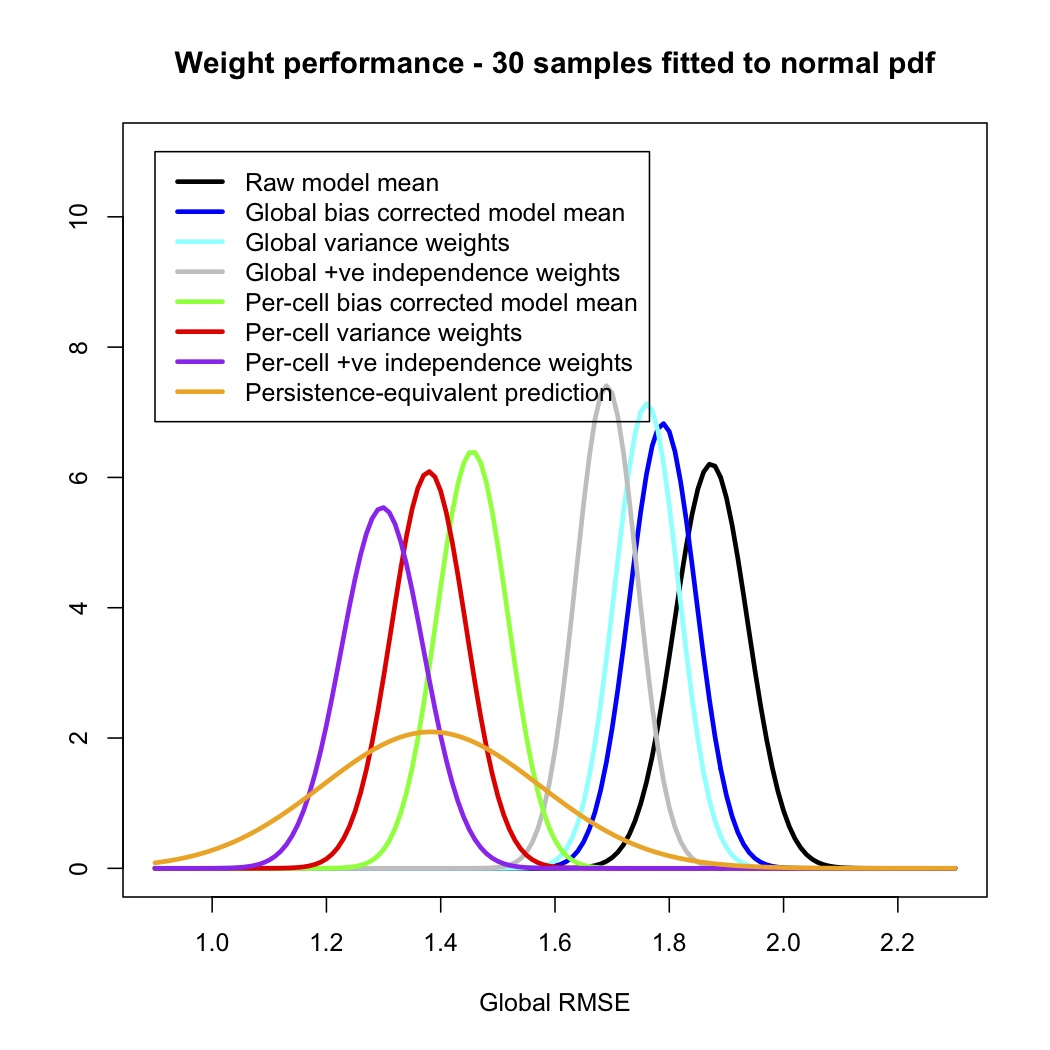 Weight performance - 30 samples fitted to normal pdf
Raw model mean
Global bias corrected model mean
Global variance weights
Global +ve independence weights
Per-cell bias corrected model mean
Per-cell variance weights
Per-cell +ve independence weights
Persistence-equivalent prediction
10
8
6
4
2
0
1.0 1.2 1.4 1.6 1.8 2.0 2.2
Global RMSE